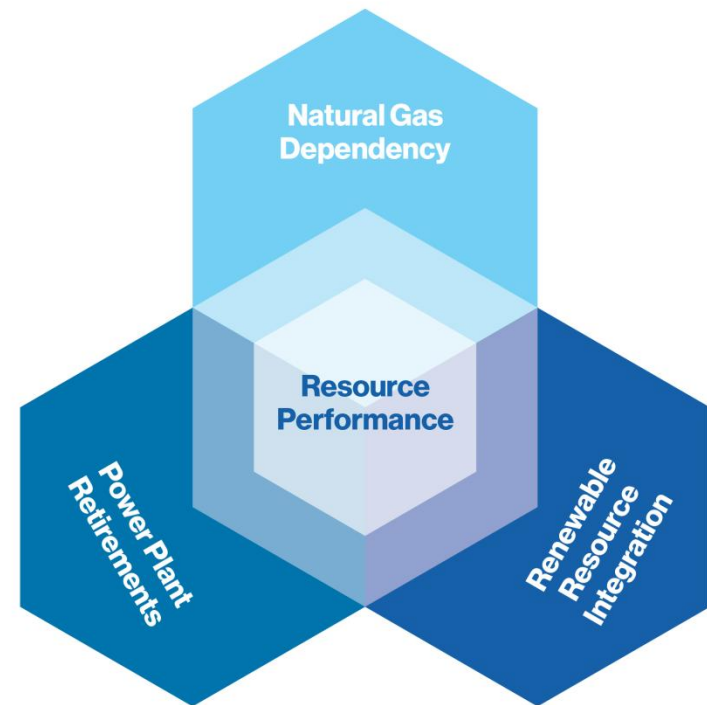 Natural Gas
Dependency
Resource
Performance
Power Plant
Retirements
Renewable
Resource
Integration